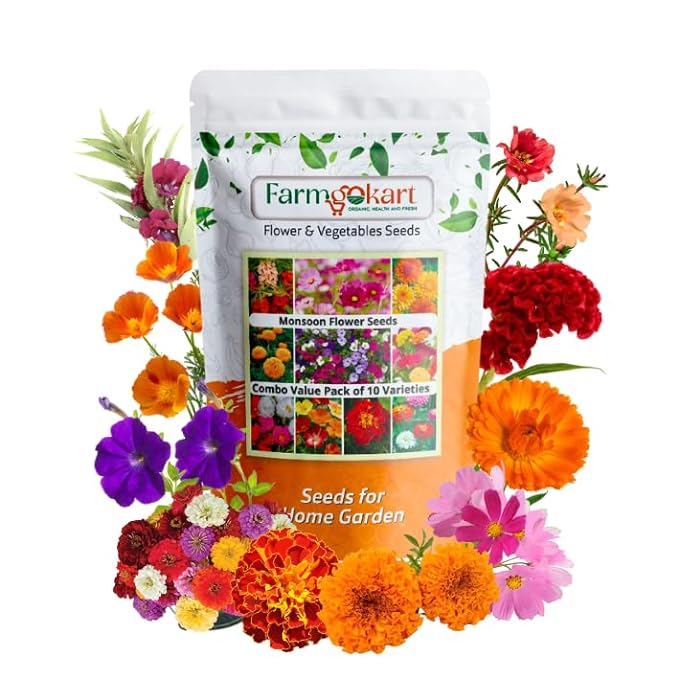 Farmgokart
ORGANIC, HEALTH AND FRESH
Flower & Vegetables Seeds
Monsoon Flower Seeds
Combo Value Pack of 10 Varieties
Seeds for
Home Garden